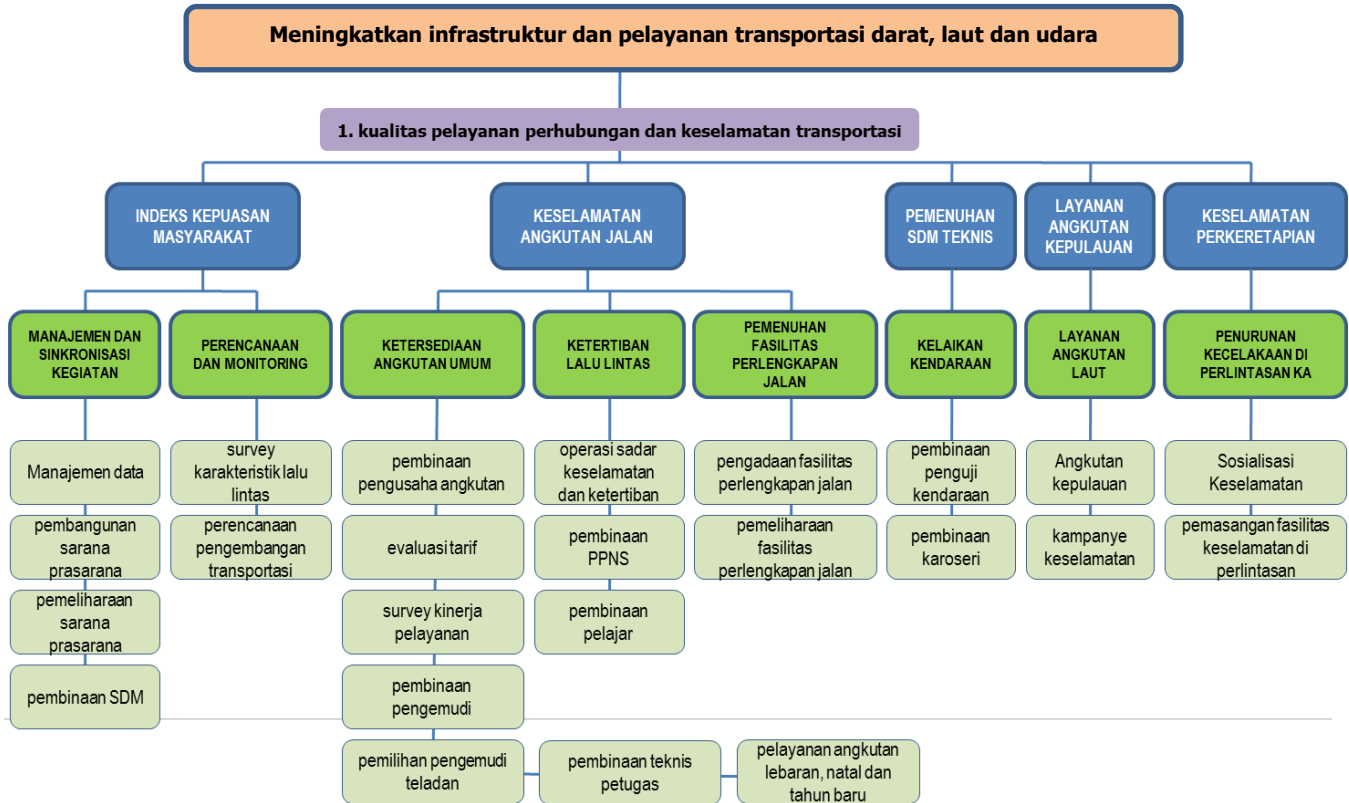 Meningkatkan infrastruktur dan pelayanan transportasi darat, laut dan udara
1. kualitas pelayanan perhubungan dan keselamatan transportasi
INDEKS KEPUASAN
MASYARAKAT
KESELAMATAN
ANGKUTAN JALAN
PEMENUHAN
SDM TEKNIS
LAYANAN
ANGKUTAN
KEPULAUAN
KESELAMATAN
PERKERETAPIAN
MANAJEMEN DAN
SINKRONISASI
KEGIATAN
PERENCANAAN
DAN MONITORING
KETERSEDIAAN
ANGKUTAN UMUM
KETERTIBAN
LALU LINTAS
PEMENUHAN
FASILITAS
PERLENGKAPAN
JALAN
KELAIKAN
KENDARAAN
LAYANAN
ANGKUTAN
LAUT
PENURUNAN
KECELAKAAN DI
PERLINTASAN KA
Manajemen data
survey
karakteristik lalu
lintas
pembinaan
pengusaha angkutan
operasi sadar
keselamatan
dan ketertiban
pengadaan fasilitas
perlengkapan jalan
pembinaan
penguji
kendaraan
Angkutan
kepulauan
Sosialisasi
Keselamatan
pembangunan
sarana
prasarana
perencanaan
pengembangan
transportasi
evaluasi tarif
pembinaan
PPNS
pemeliharaan
fasilitas
perlengkapan jalan
pembinaan
karoseri
kampanye
keselamatan
pemasangan fasilitas
keselamatan di
perlintasan
pemeliharaan
sarana
prasarana
survey kinerja
pelayanan
pembinaan
pelajar
pembinaan SDM
pembinaan
pengemudi
pemilihan pengemudi
teladan
pembinaan teknis
petugas
pelayanan angkutan
lebaran, natal dan
tahun baru